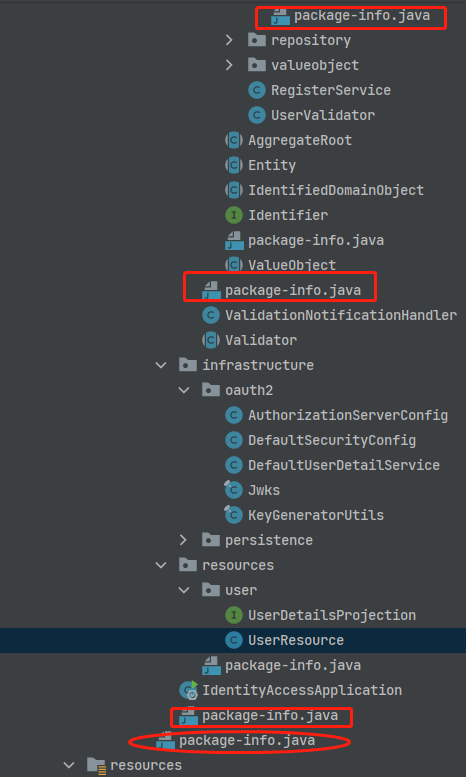 package-info.java
repository
valueobject
RegisterService
UserValidator
AggregateRoot
Entity
IdentifiedDomainObject
Identifier
package-info.java
ValueObject
package-info.java
ValidationNotificationHandler
Validator
infrastructure
oauth2
AuthorizationServerConfig
DefaultSecurityConfig
DefaultUserDetailService
Jwks
KeyGeneratorUtils
persistence
resources
user
UserDetailsProjection
UserResource
package-info.java
IdentityAccessApplication
package-info.java
package-info.java
resources